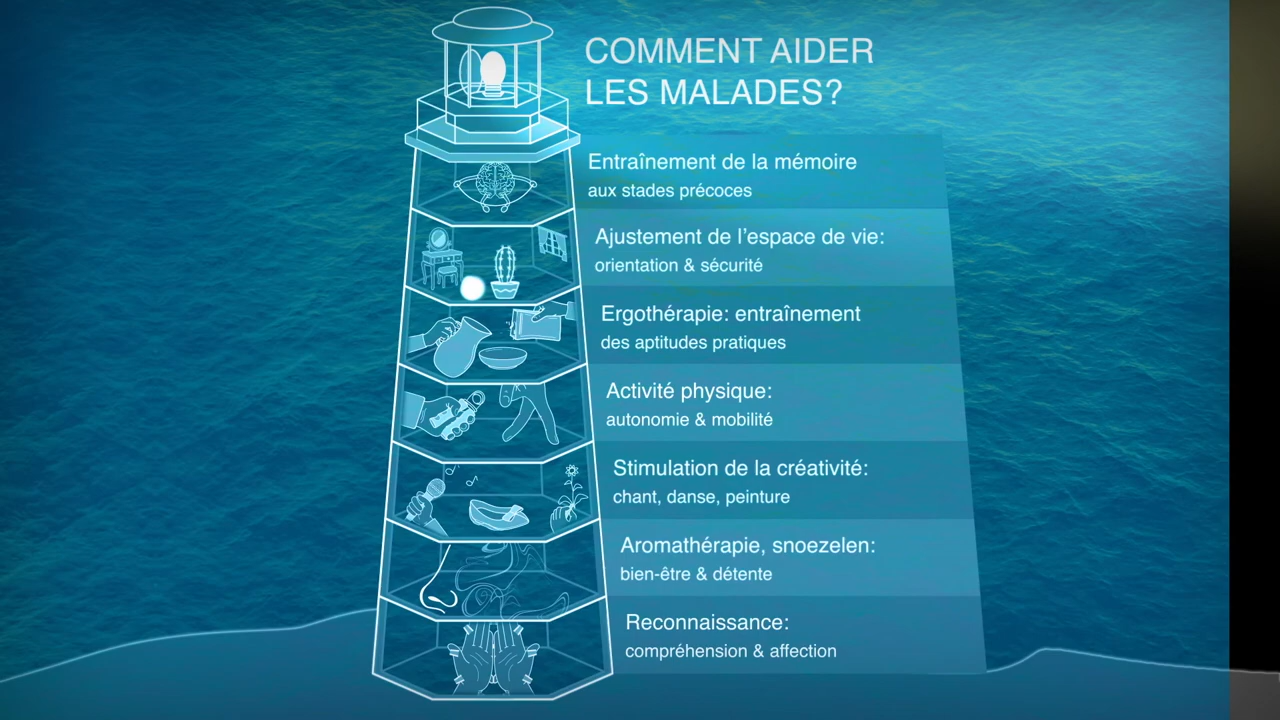 COMMENT AIDER
LES MALADES?
Entraînement de la mémoire
aux stades précoces
Ajustement de l'espace de vie:
orientation & sécurité
Ergothérapie: entraînement
des aptitudes pratiques
Activité physique:
autonomie & mobilité
Stimulation de la créativité:
chant, danse, peinture
Aromathérapie, snoezelen:
bien-être & détente
Reconnaissance:
compréhension & affection